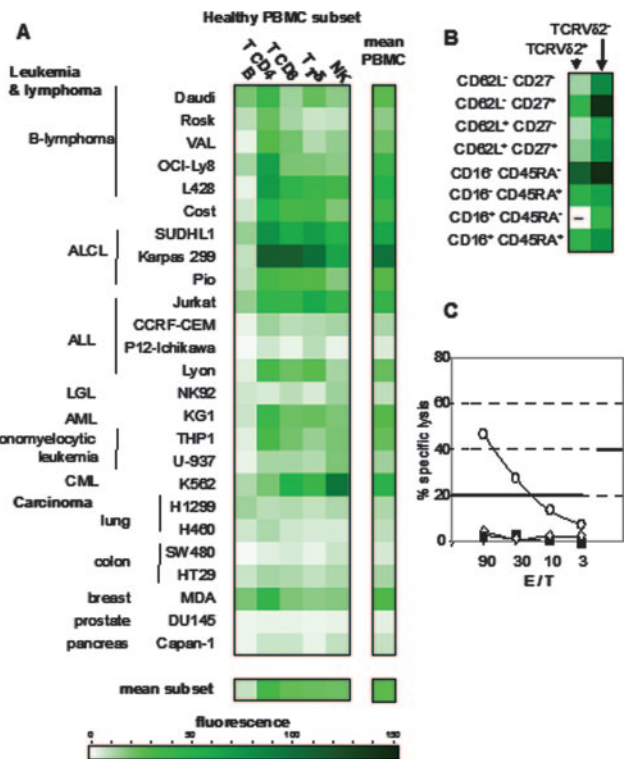 A
Healthy PBMC subset
B
T CD4
T CD8
T γδ
NK
mean
PBMC
Leukemia
& lymphoma
B-lymphoma
Daudi
Rosk
VAL
OCI-Ly8
L428
Cost
ALCL
SUDHL1
Karpas 299
Pio
ALL
Jurkat
CCRF-CEM
P12-Ichikawa
Lyon
LGL
NK92
AML
KG1
onomyelocytic
leukemia
THP1
U-937
CML
K562
Carcinoma
lung
H1299
H460
colon
SW480
HT29
breast
MDA
prostate
DU145
pancreas
Capan-1
mean subset
fluorescence
0
100
150
B
TCRVδ2⁻
TCRVδ2⁺
CD62L⁻ CD27⁻
CD62L⁻ CD27⁺
CD62L⁺ CD27⁻
CD62L⁺ CD27⁺
CD16⁻ CD45RA⁻
CD16⁻ CD45RA⁺
CD16⁺ CD45RA⁻
CD16⁺ CD45RA⁺
–
C
% specific lysis
80
60
40
20
0
90 30 10 3
E/T